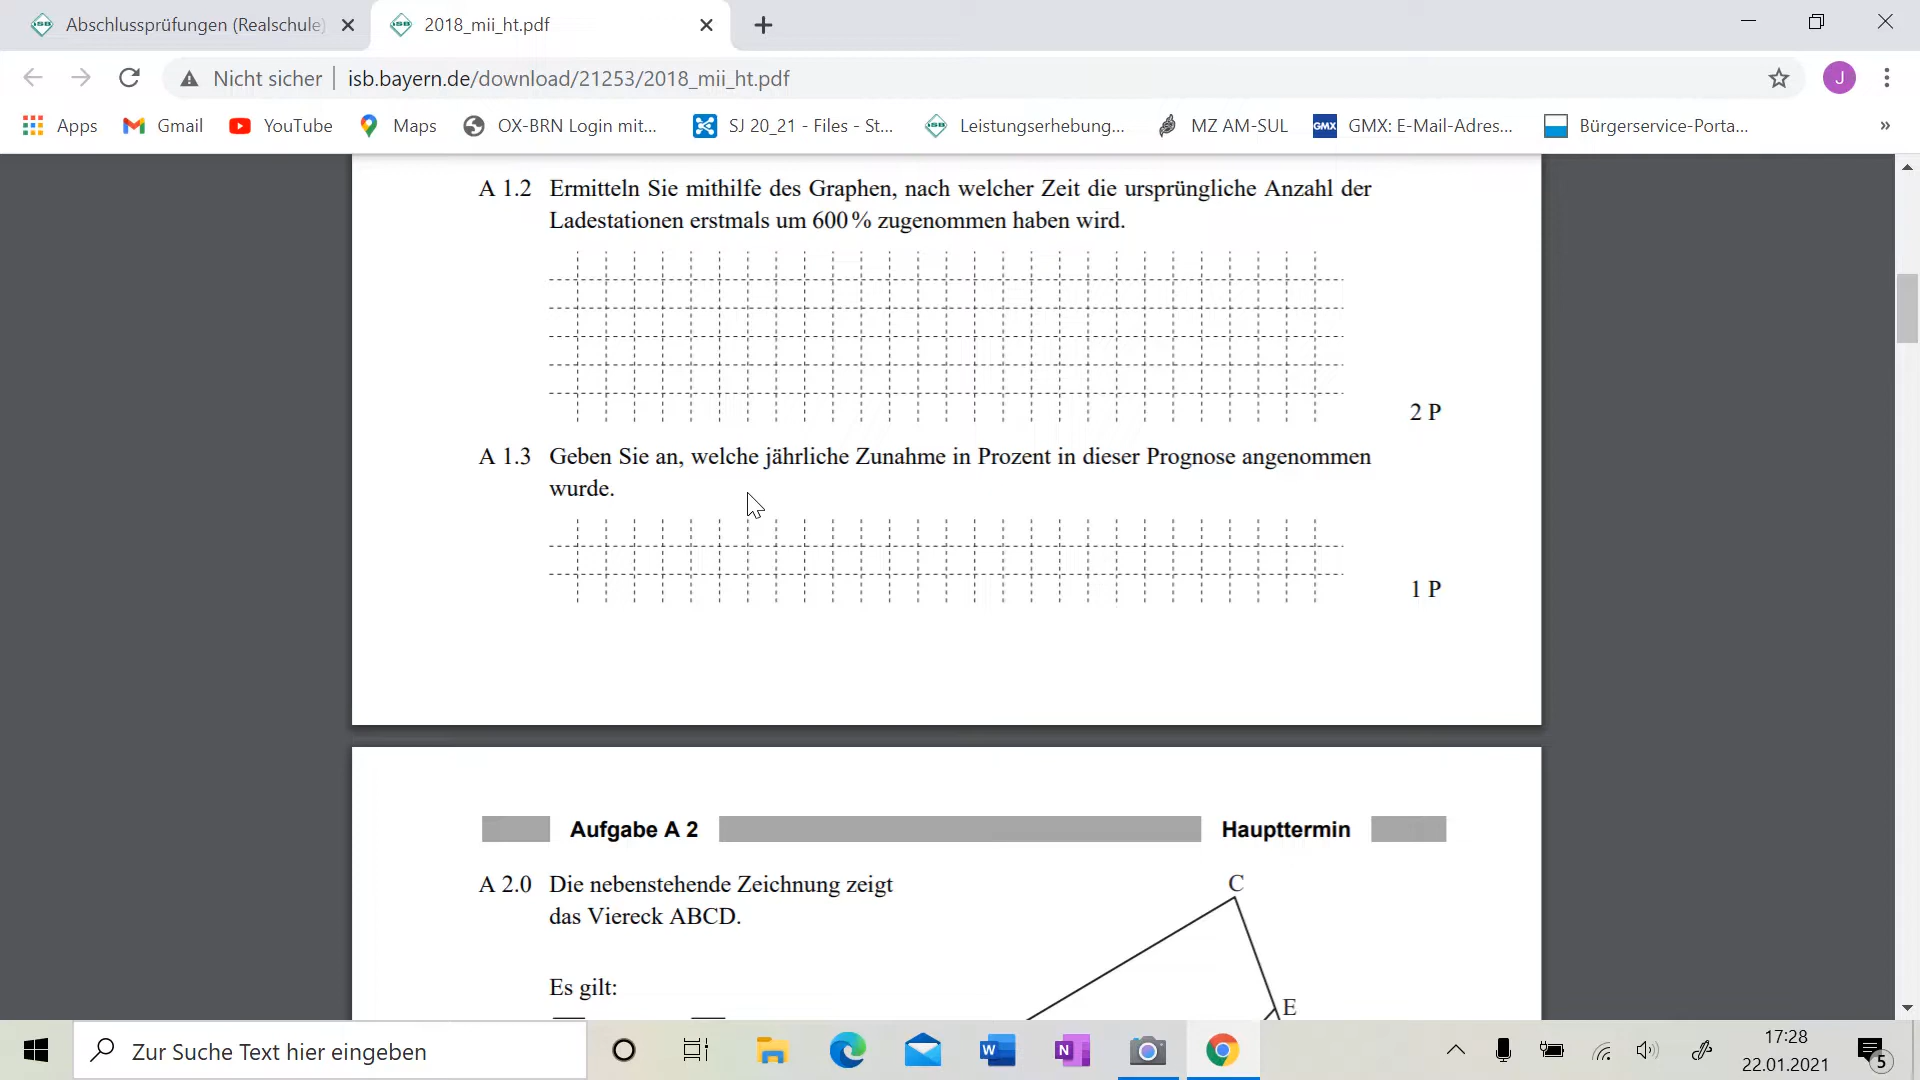 Abschlussprüfungen (Realschule)
2018_mii_ht.pdf
Nicht sicher
isb.bayern.de/download/21253/2018_mii_ht.pdf
J
Apps
Gmail
YouTube
Maps
OX-BRN Login mit...
SJ 20_21 - Files - St...
Leistungserhebung...
MZ AM-SUL
GMX
GMX: E-Mail-Adres...
Bürgerservice-Porta...
»
A 1.2 Ermitteln Sie mithilfe des Graphen, nach welcher Zeit die ursprüngliche Anzahl der
Ladestationen erstmals um 600 % zugenommen haben wird.
2 P
A 1.3 Geben Sie an, welche jährliche Zunahme in Prozent in dieser Prognose angenommen
wurde.
1 P
Aufgabe A 2
Haupttermin
A 2.0 Die nebenstehende Zeichnung zeigt
das Viereck ABCD.
C
Es gilt:
E
Zur Suche Text hier eingeben
W
N
17:28
22.01.2021
5